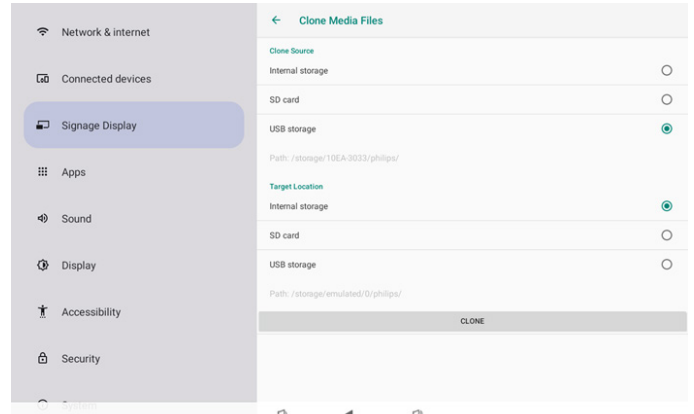 Network & internet
Connected devices
Signage Display
Apps
Sound
Display
Accessibility
Security
System
Clone Media Files
Clone Source
Internal storage
SD card
USB storage
Path: /storage/10EA-3033/philips/
Target Location
Internal storage
SD card
USB storage
Path: /storage/emulated/0/philips/
CLONE